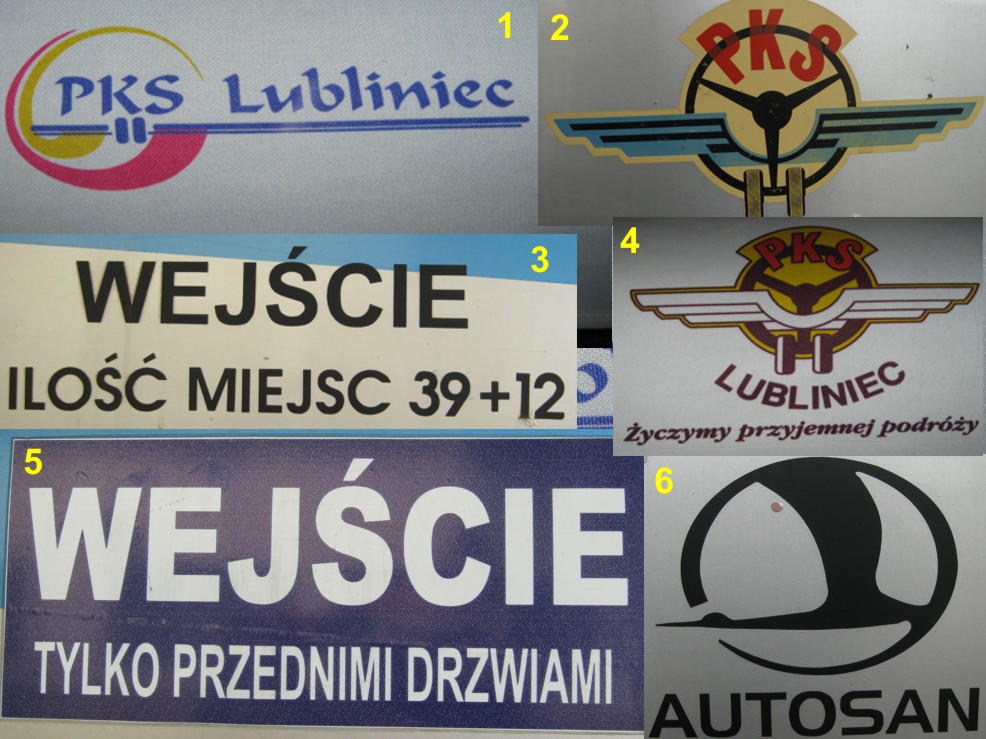 1
PKS Lubliniec
2
PKS
3
WEJŚCIE
ILOŚĆ MIEJSC 39+12
4
PKS
LUBLINIEC
Życzymy przyjemnej podróży
5
WEJŚCIE
TYLKO PRZEDNIMI DRZWIAMI
6
AUTOSAN